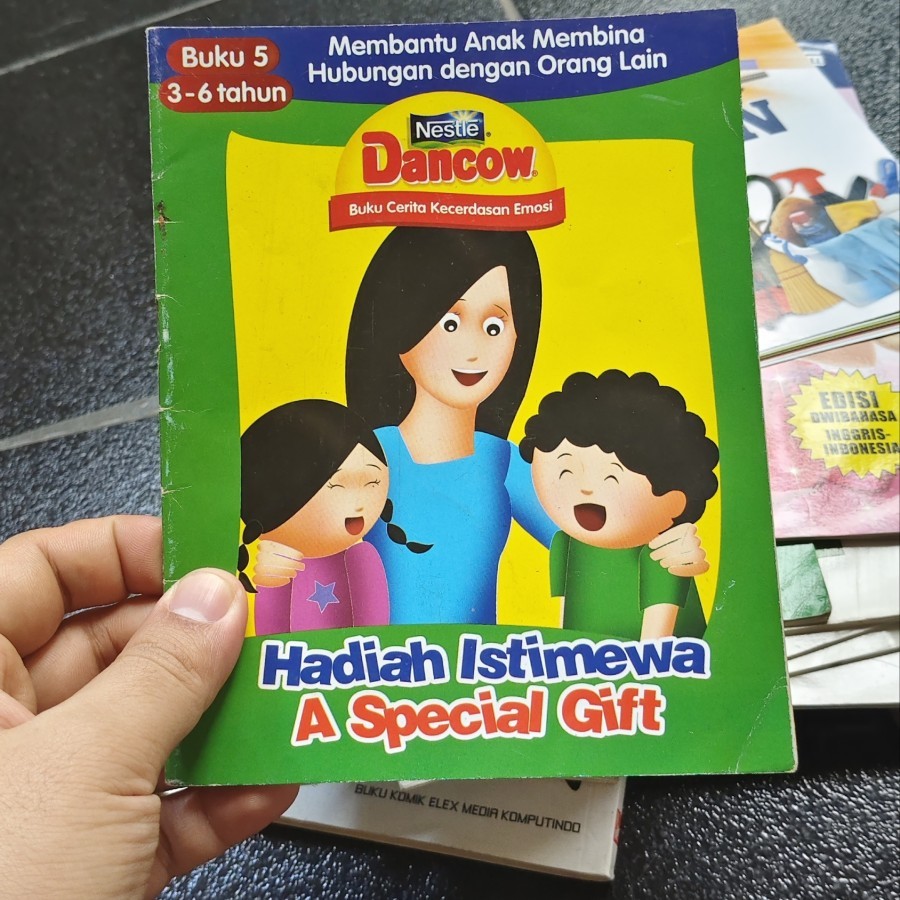 Buku 5
3-6 tahun
Membantu Anak Membina
Hubungan dengan Orang Lain
Nestlé®
Dancow®
Buku Cerita Kecerdasan Emosi
Hadiah Istimewa
A Special Gift
EDISI
DWIBAHASA
INGGRIS-
INDONESIA
BUKU KOMIK ELEX MEDIA KOMPUTINDO